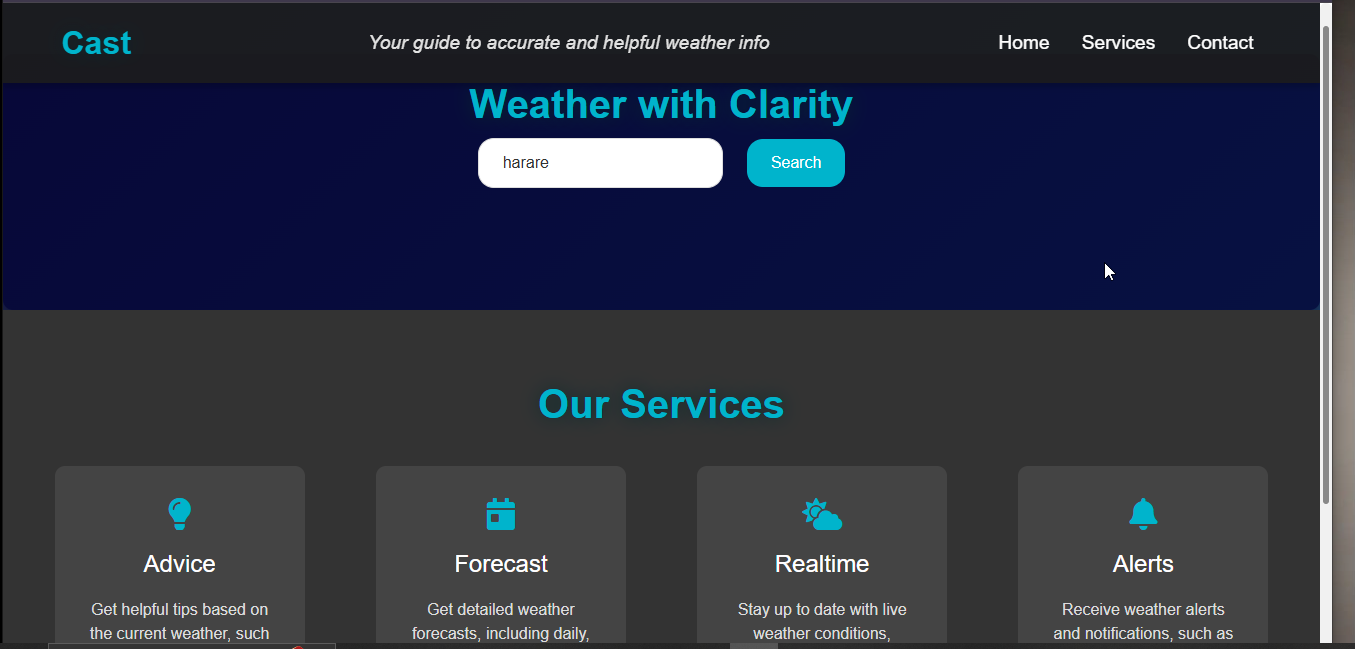 Cast
Your guide to accurate and helpful weather info
Home Services Contact
Weather with Clarity
harare
Search
Our Services
Advice
Get helpful tips based on
the current weather, such
Forecast
Get detailed weather
forecasts, including daily,
Realtime
Stay up to date with live
weather conditions,
Alerts
Receive weather alerts
and notifications, such as